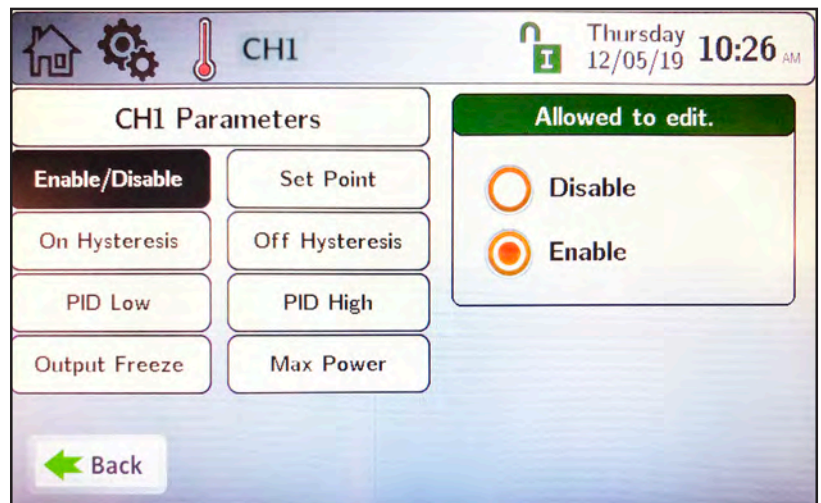 CH1
I
Thursday
12/05/19
10:26 AM
CH1 Parameters
Enable/Disable
Set Point
On Hysteresis
Off Hysteresis
PID Low
PID High
Output Freeze
Max Power
Back
Allowed to edit.
Disable
Enable